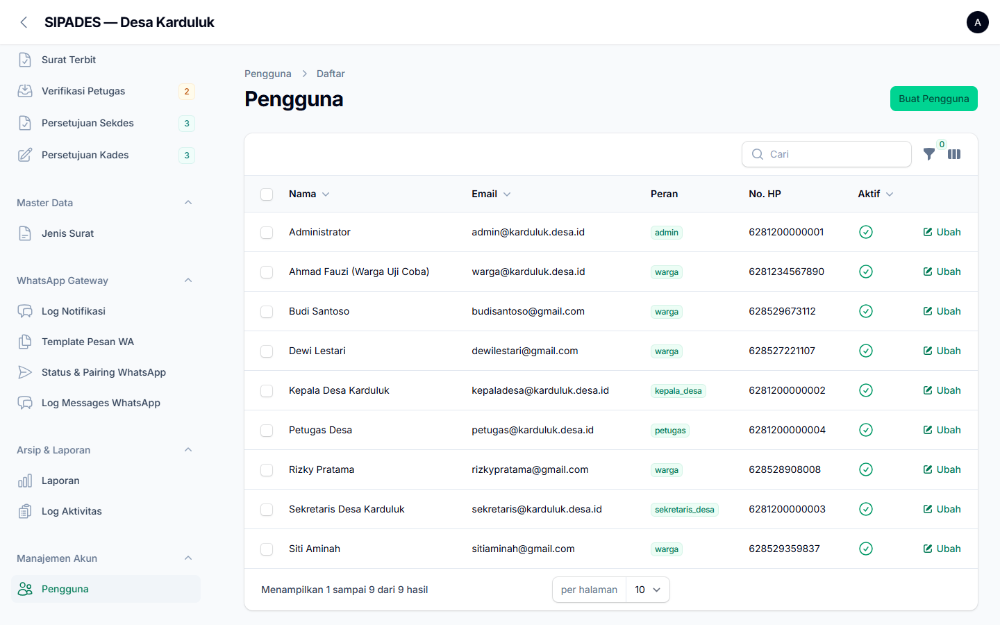 SIPADES — Desa Karduluk
A
Surat Terbit
Verifikasi Petugas 2
Persetujuan Sekdes 3
Persetujuan Kades 3
Master Data
Jenis Surat
WhatsApp Gateway
Log Notifikasi
Template Pesan WA
Status & Pairing WhatsApp
Log Messages WhatsApp
Arsip & Laporan
Laporan
Log Aktivitas
Manajemen Akun
Pengguna
Pengguna Daftar
Pengguna
Buat Pengguna
Cari
0
Nama Email Peran No. HP Aktif
Administrator admin@karduluk.desa.id admin 6281200000001 Ubah
Ahmad Fauzi (Warga Uji Coba) warga@karduluk.desa.id warga 6281234567890 Ubah
Budi Santoso budisantoso@gmail.com warga 628529673112 Ubah
Dewi Lestari dewilestari@gmail.com warga 628527221107 Ubah
Kepala Desa Karduluk kepaladesa@karduluk.desa.id kepala_desa 6281200000002 Ubah
Petugas Desa petugas@karduluk.desa.id petugas 6281200000004 Ubah
Rizky Pratama rizkypratama@gmail.com warga 628528908008 Ubah
Sekretaris Desa Karduluk sekretaris@karduluk.desa.id sekretaris_desa 6281200000003 Ubah
Siti Aminah sitiaminah@gmail.com warga 628529359837 Ubah
Menampilkan 1 sampai 9 dari 9 hasil
per halaman 10